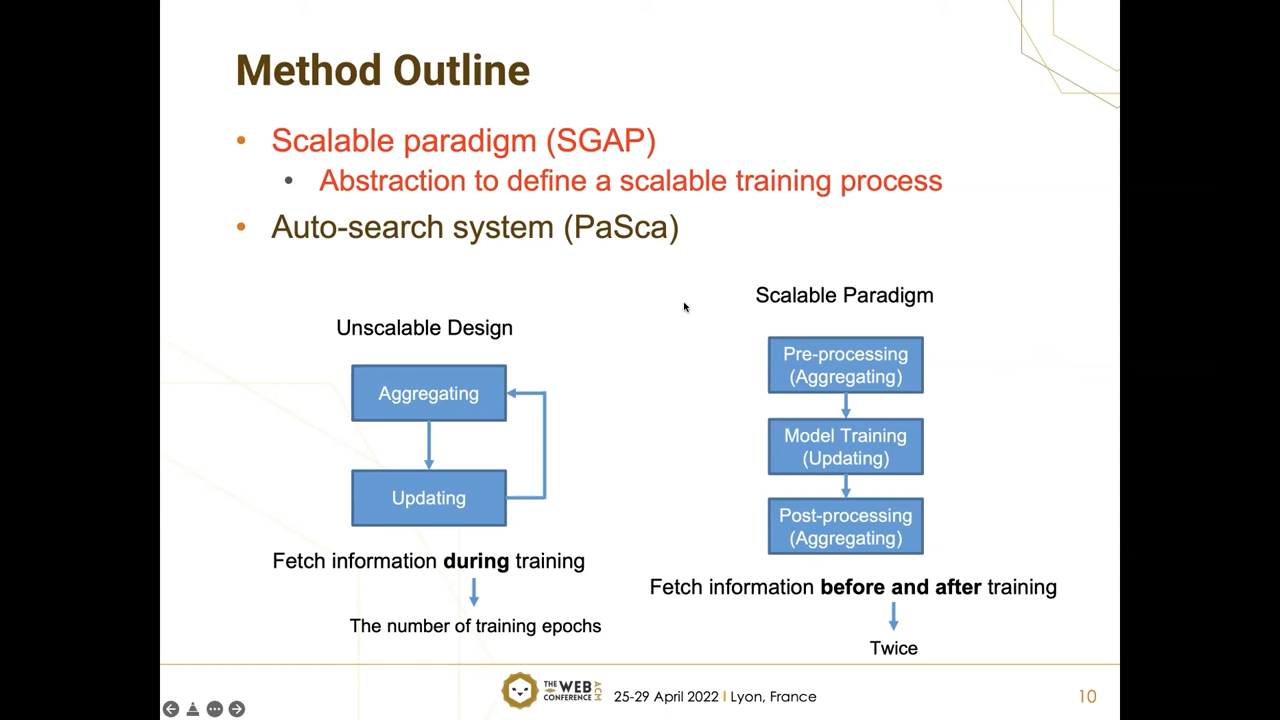 Method Outline
• Scalable paradigm (SGAP)
• Abstraction to define a scalable training process
• Auto-search system (PaSca)
Unscalable Design
Aggregating
Updating
Fetch information during training
The number of training epochs
Scalable Paradigm
Pre-processing
(Aggregating)
Model Training
(Updating)
Post-processing
(Aggregating)
Fetch information before and after training
Twice
THE WEB CONFERENCE ACM
25-29 April 2022 | Lyon, France
10